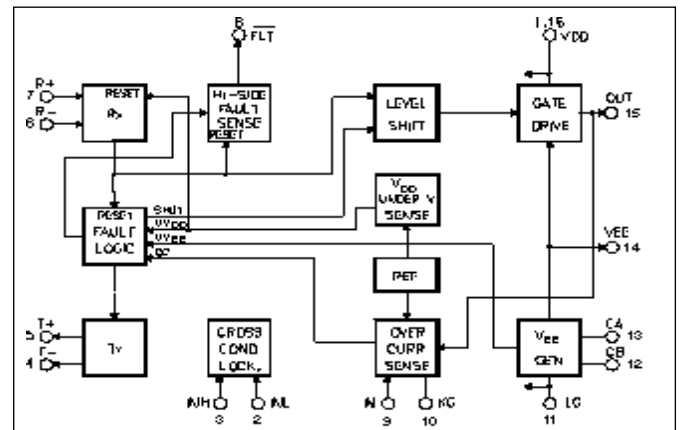 8
FLT
1,16
VDD
R+
7
R-
6
RESET
Rx
HI-SIDE
FAULT
SENSE
RESET
LEVEL
SHIFT
GATE
DRIVE
OUT
15
RESET
FAULT
LOGIC
SHUT
UVDD
UVEE
OC
VDD
UNDER V
SENSE
REF
VEE
14
T+
5
T-
4
Tx
CROSS
COND
LOCK.
OVER
CURR
SENSE
VEE
GEN
CA
13
CB
12
INH
3
INL
2
IN
9
KG
10
LG
11